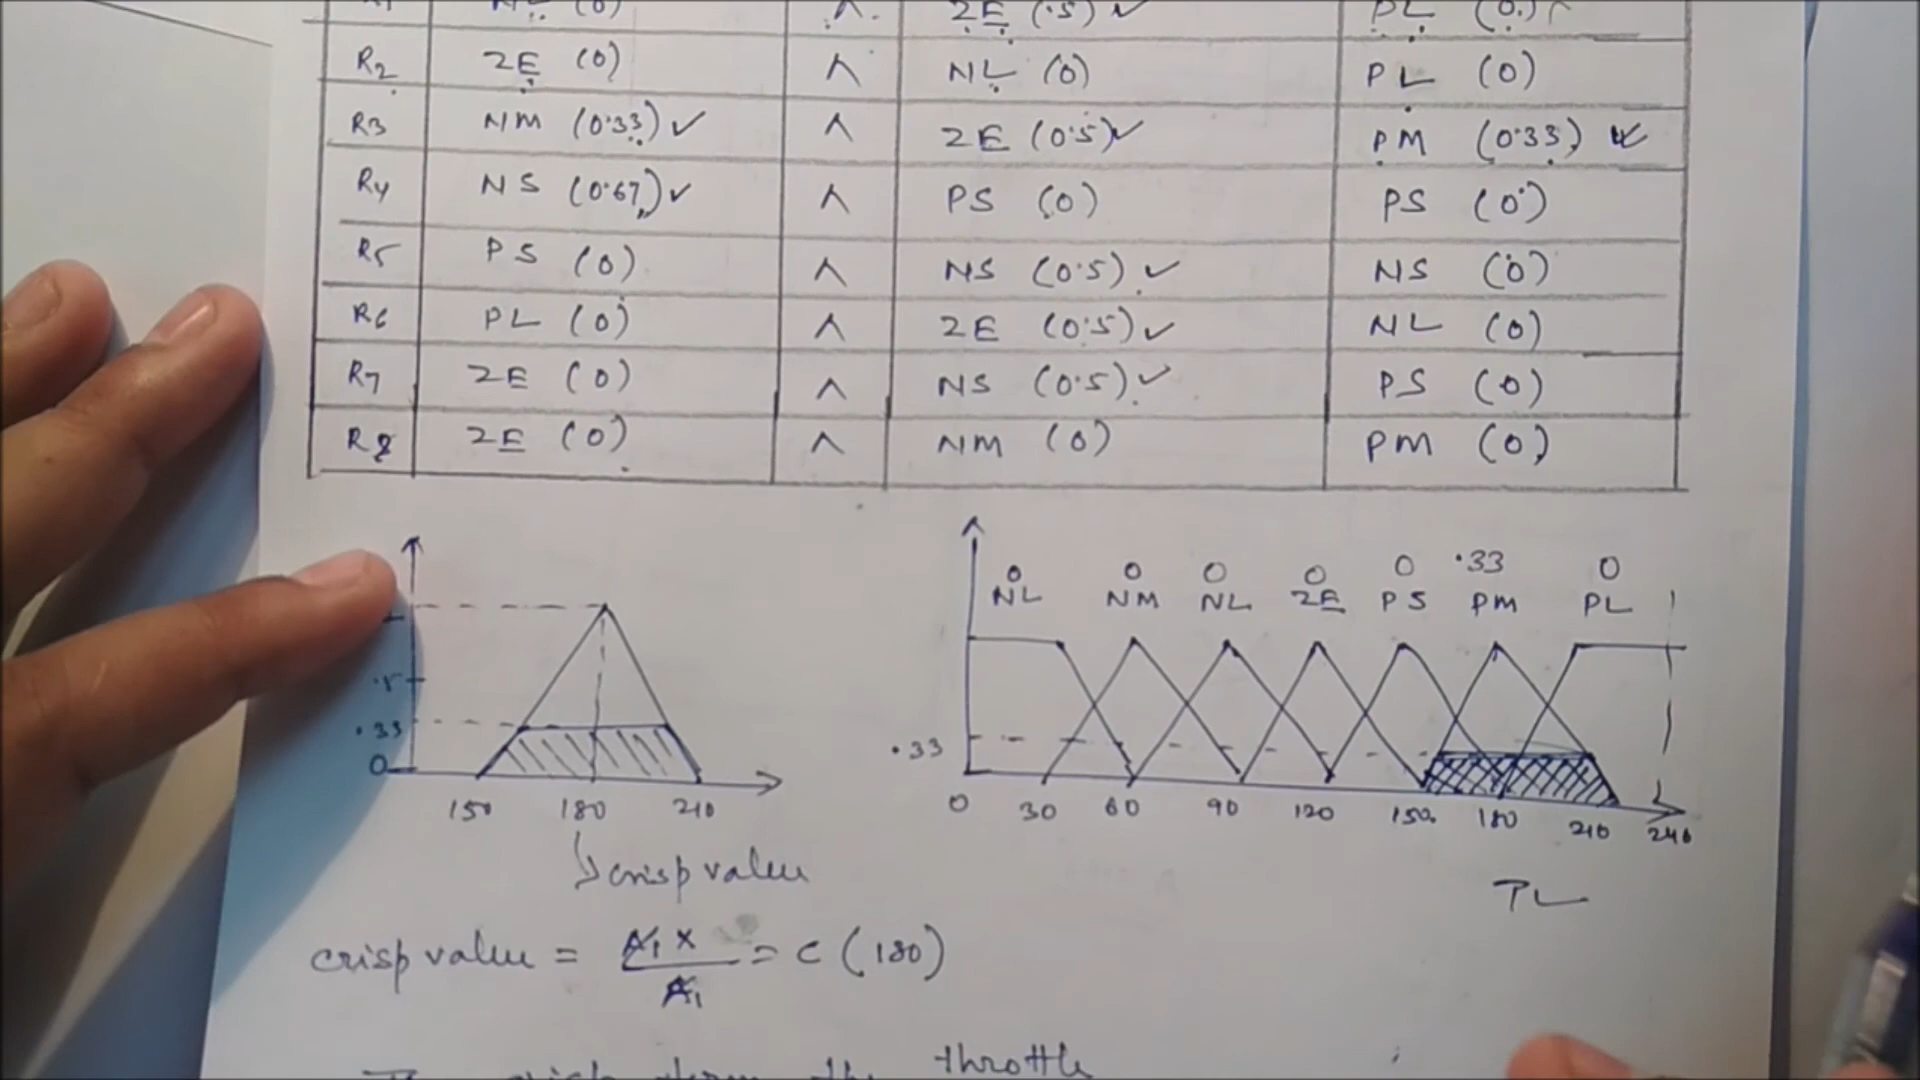 R2 ZE (0) ∧ NL (0) PL (0)
R3 NM (0.33) ✓ ∧ ZE (0.5) ✓ PM (0.33) ✓
R4 NS (0.67) ✓ ∧ PS (0) PS (0)
R5 PS (0) ∧ NS (0.5) ✓ NS (0)
R6 PL (0) ∧ ZE (0.5) ✓ NL (0)
R7 ZE (0) ∧ NS (0.5) ✓ PS (0)
R8 ZE (0) ∧ NM (0) PM (0)
1
.5
.33
0
150 180 210
crisp value
0 0 0 0 0 .33 0
NL NM NL ZE PS PM PL
.33
0 30 60 90 120 150 180 210 240
TL
crisp value = A1 x / A1 = C (180)
throttle